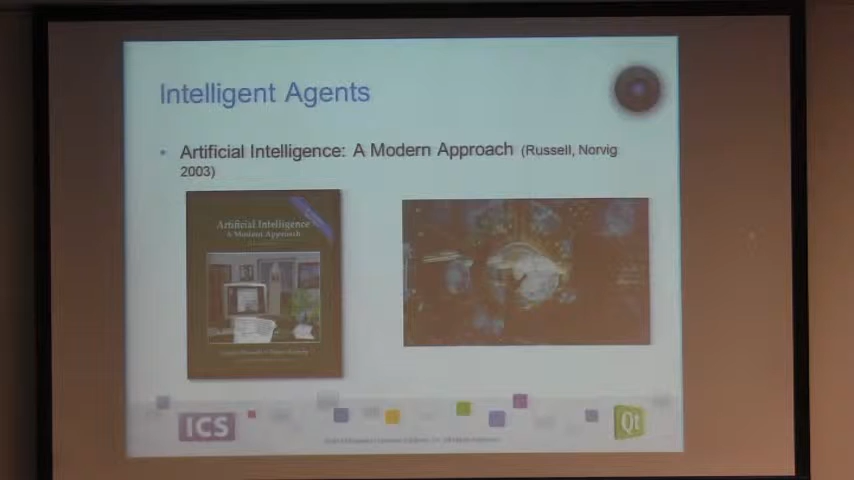 Intelligent Agents
• Artificial Intelligence: A Modern Approach (Russell, Norvig
2003)
Artificial Intelligence
A Modern Approach
ICS
Qt